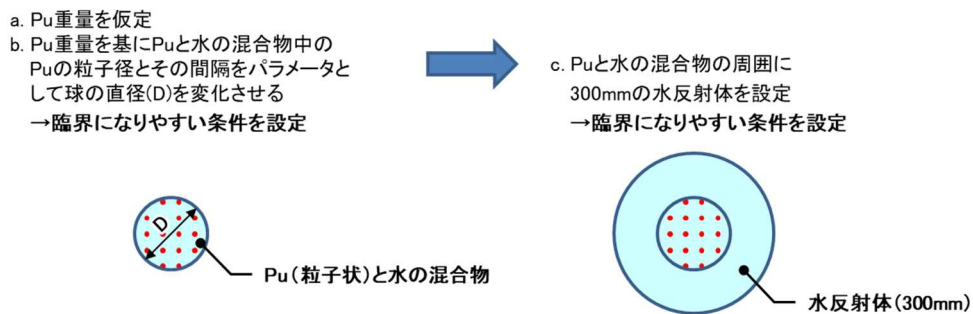 a. Pu重量を仮定
b. Pu重量を基にPuと水の混合物中の
Puの粒子径とその間隔をパラメータと
して球の直径(D)を変化させる
→臨界になりやすい条件を設定
c. Puと水の混合物の周囲に
300mmの水反射体を設定
→臨界になりやすい条件を設定
D
Pu(粒子状)と水の混合物
水反射体(300mm)